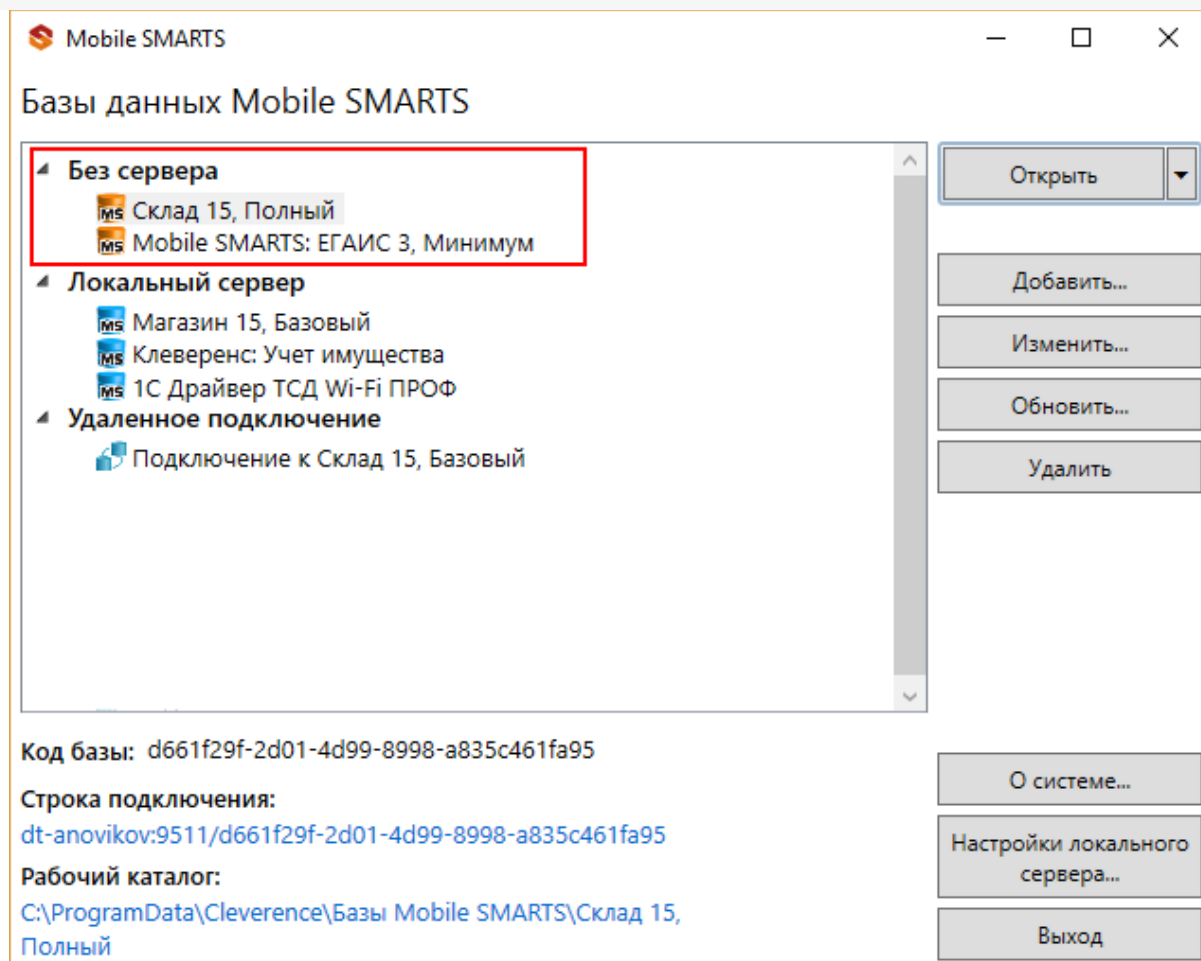 Mobile SMARTS
Базы данных Mobile SMARTS
Без сервера
Склад 15, Полный
Mobile SMARTS: ЕГАИС 3, Минимум
Локальный сервер
Магазин 15, Базовый
Клеверенс: Учет имущества
1С Драйвер ТСД Wi-Fi ПРОФ
Удаленное подключение
Подключение к Склад 15, Базовый
Открыть
Добавить...
Изменить...
Обновить...
Удалить
Код базы: d661f29f-2d01-4d99-8998-a835c461fa95
Строка подключения:
dt-anovikov:9511/d661f29f-2d01-4d99-8998-a835c461fa95
Рабочий каталог:
C:\ProgramData\Cleverence\Базы Mobile SMARTS\Склад 15,
Полный
О системе...
Настройки локального
сервера...
Выход